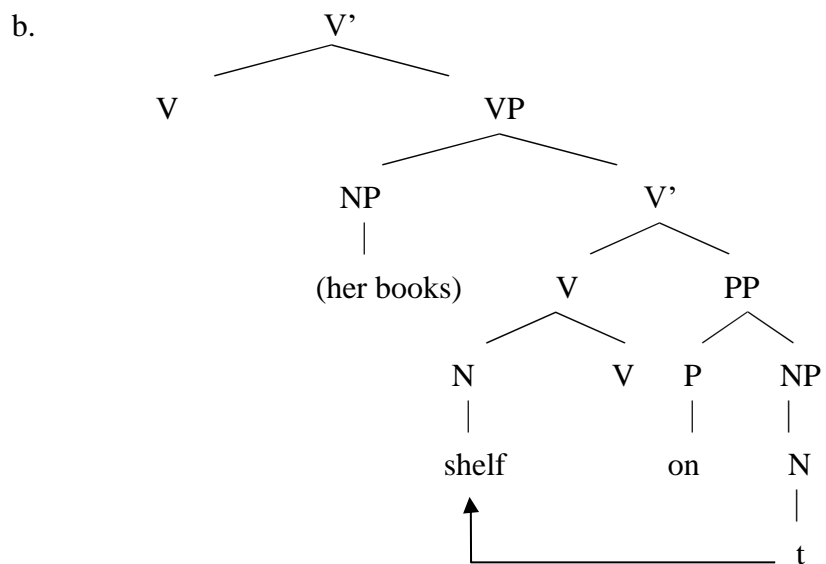 b.
V’
V VP
NP V’
(her books) V PP
N V P NP
shelf on N
t